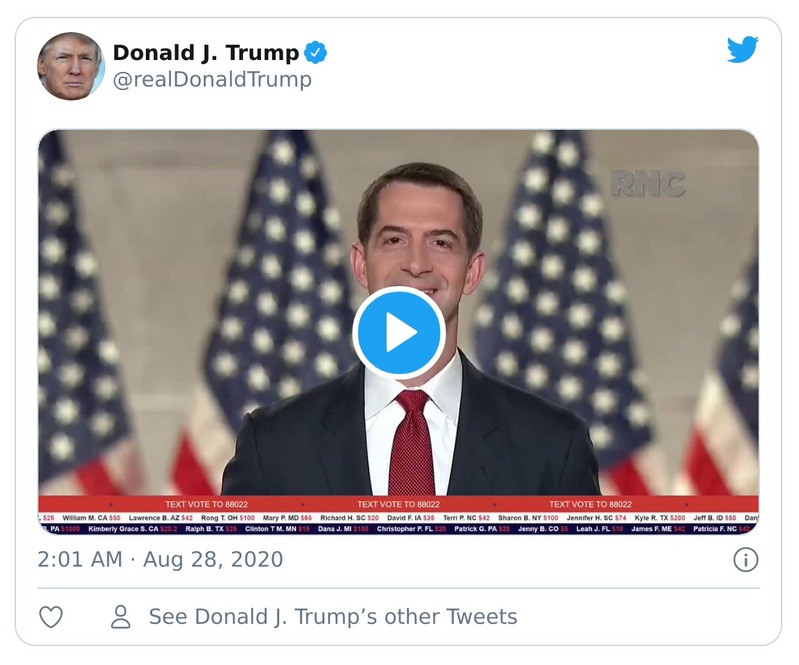 Donald J. Trump
@realDonaldTrump
RNC
TEXT VOTE TO 88022 TEXT VOTE TO 88022 TEXT VOTE TO 88022
$25 William M. CA $50 Lawrence B. AZ $42 Rong T. OH $100 Mary P. MD $65 Richard H. SC $20 David F. IA $35 Terri P. NC $42 Sharon B. NY $100 Jennifer H. SC $74 Kyle R. TX $200 Jeff B. ID $50 Dan
PA $1000 Kimberly Grace S. CA $20.2 Ralph B. TX $25 Clinton T M. MN $15 Dana J. MI $100 Christopher P. FL $20 Patrick G. PA $20 Jenny B. CO $5 Leah J. FL $10 James F. ME $42 Patricia F. NC $42
2:01 AM · Aug 28, 2020
See Donald J. Trump’s other Tweets